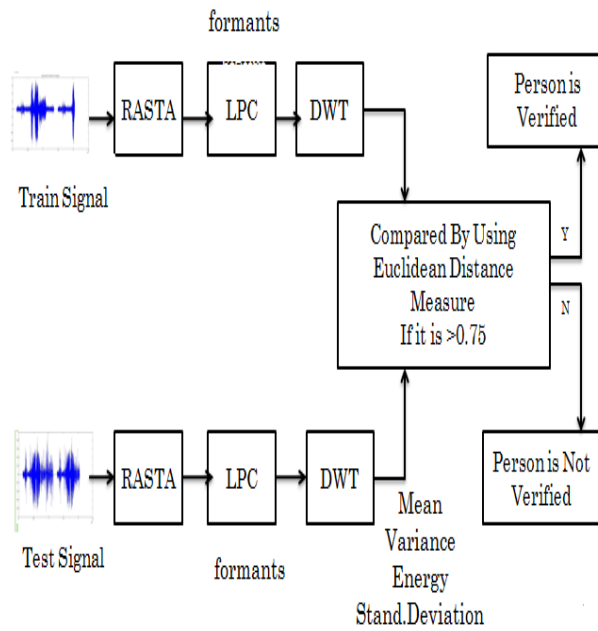 formants
RASTA
LPC
DWT
Train Signal
Person is
Verified
Compared By Using
Euclidean Distance
Measure
If it is >0.75
Y
N
RASTA
LPC
DWT
Test Signal
formants
Mean
Variance
Energy
Stand.Deviation
Person is Not
Verified